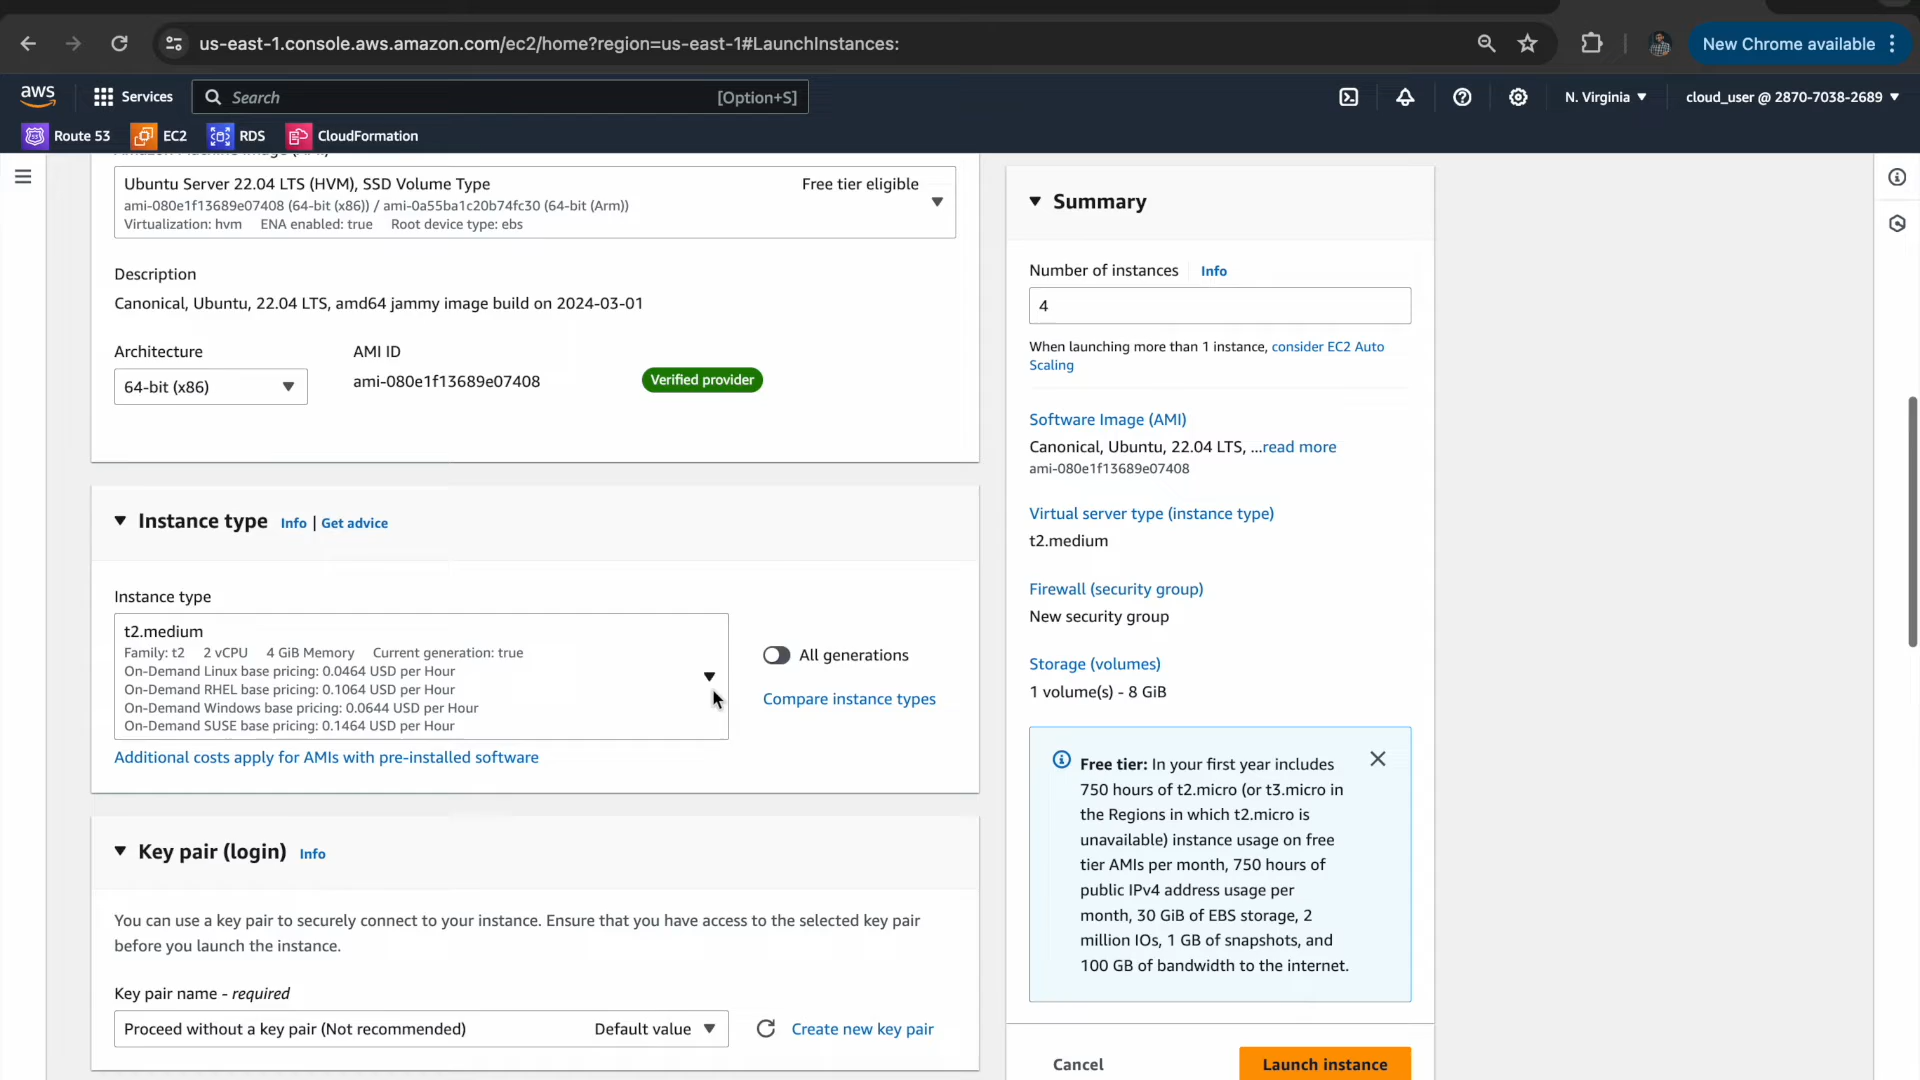 us-east-1.console.aws.amazon.com/ec2/home?region=us-east-1#LaunchInstances:
New Chrome available
aws
Services
Search
[Option+S]
N. Virginia
cloud_user @ 2870-7038-2689
Route 53
EC2
RDS
CloudFormation
Ubuntu Server 22.04 LTS (HVM), SSD Volume Type
Free tier eligible
ami-080e1f13689e07408 (64-bit (x86)) / ami-0a55ba1c20b74fc30 (64-bit (Arm))
Virtualization: hvm ENA enabled: true Root device type: ebs
Description
Canonical, Ubuntu, 22.04 LTS, amd64 jammy image build on 2024-03-01
Architecture
AMI ID
64-bit (x86)
ami-080e1f13689e07408
Verified provider
Instance type Info | Get advice
Instance type
t2.medium
Family: t2 2 vCPU 4 GiB Memory Current generation: true
On-Demand Linux base pricing: 0.0464 USD per Hour
On-Demand RHEL base pricing: 0.1064 USD per Hour
On-Demand Windows base pricing: 0.0644 USD per Hour
On-Demand SUSE base pricing: 0.1464 USD per Hour
All generations
Compare instance types
Additional costs apply for AMIs with pre-installed software
Key pair (login) Info
You can use a key pair to securely connect to your instance. Ensure that you have access to the selected key pair
before you launch the instance.
Key pair name - required
Proceed without a key pair (Not recommended)
Default value
Create new key pair
Summary
Number of instances Info
4
When launching more than 1 instance, consider EC2 Auto
Scaling
Software Image (AMI)
Canonical, Ubuntu, 22.04 LTS, ...read more
ami-080e1f13689e07408
Virtual server type (instance type)
t2.medium
Firewall (security group)
New security group
Storage (volumes)
1 volume(s) - 8 GiB
Free tier: In your first year includes
750 hours of t2.micro (or t3.micro in
the Regions in which t2.micro is
unavailable) instance usage on free
tier AMIs per month, 750 hours of
public IPv4 address usage per
month, 30 GiB of EBS storage, 2
million IOs, 1 GB of snapshots, and
100 GB of bandwidth to the internet.
Cancel
Launch instance